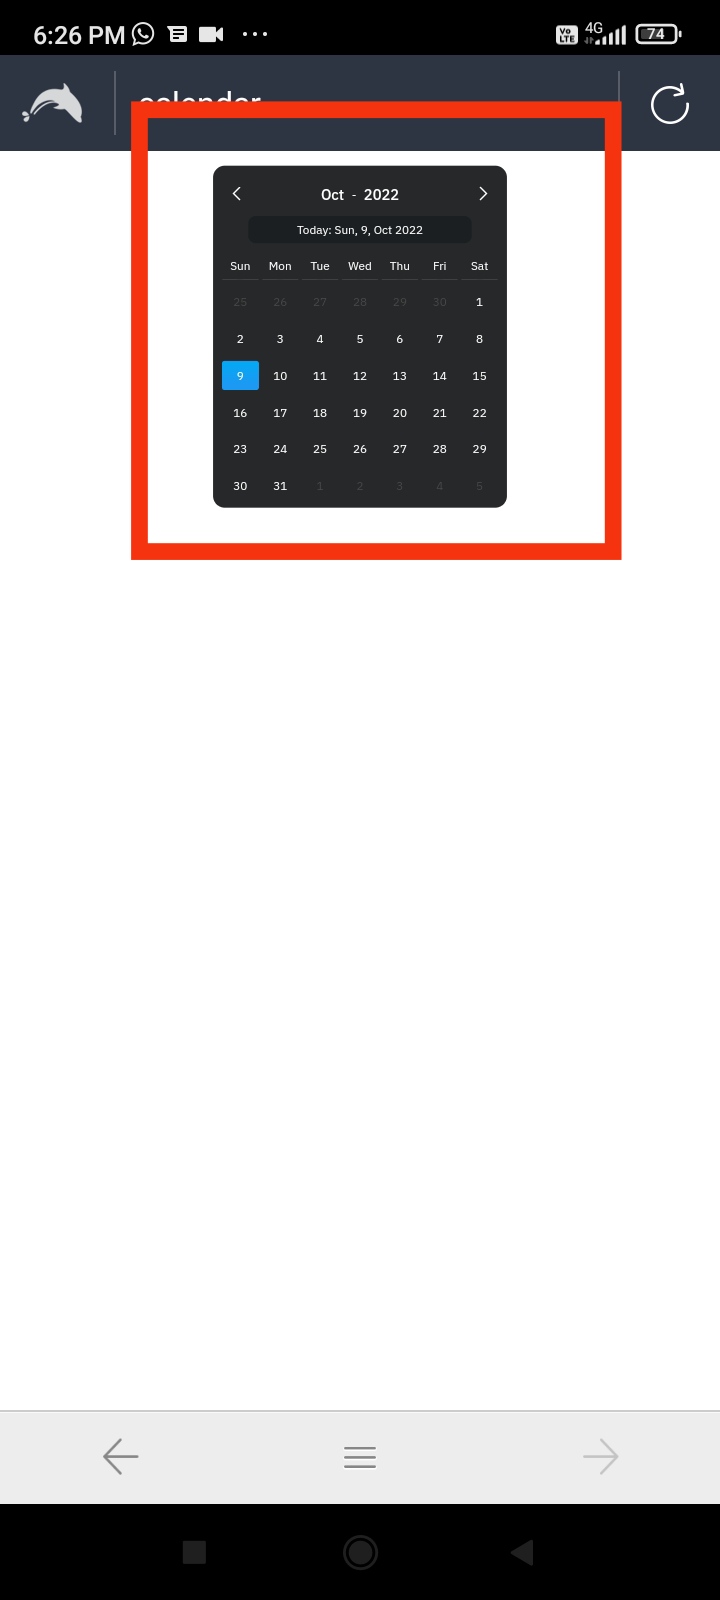 6:26 PM
Vo LTE 4G 74
calendar
Oct - 2022
Today: Sun, 9, Oct 2022
Sun Mon Tue Wed Thu Fri Sat
25 26 27 28 29 30 1
2 3 4 5 6 7 8
9 10 11 12 13 14 15
16 17 18 19 20 21 22
23 24 25 26 27 28 29
30 31 1 2 3 4 5